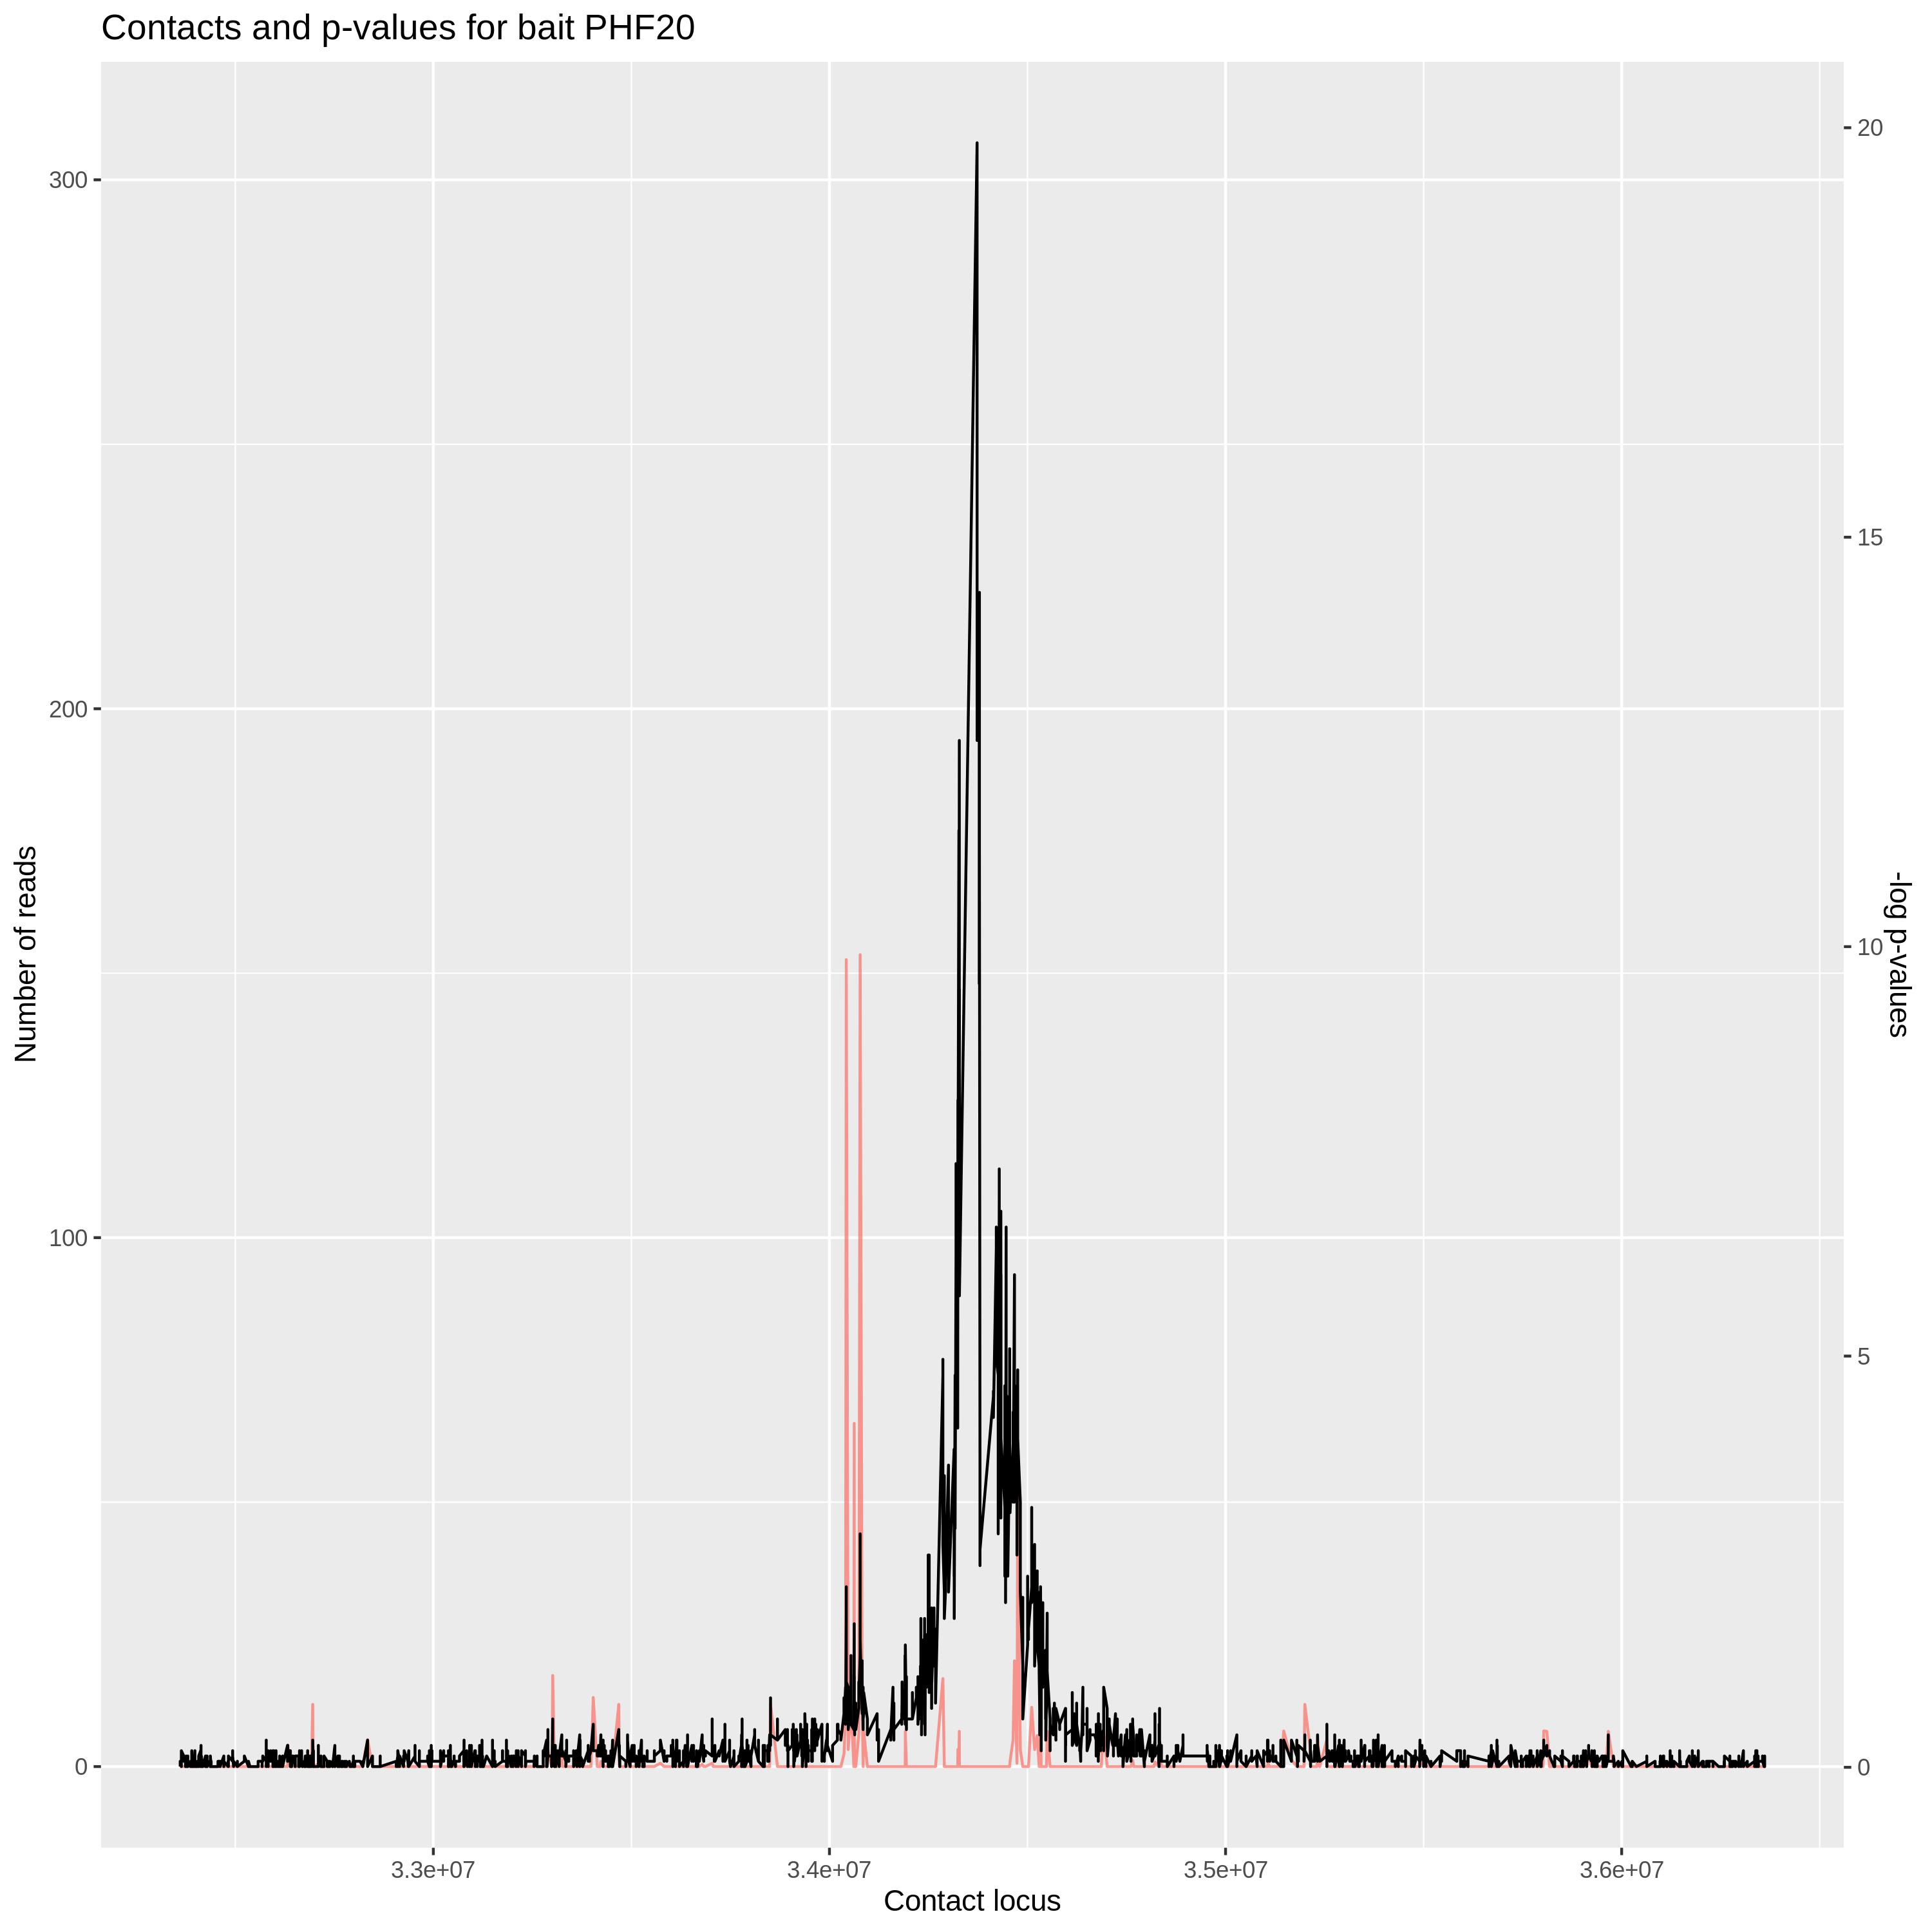 Contacts and p-values for bait PHF20
300
200
100
0
Number of reads
20
15
10
5
0
-log p-values
3.3e+07
3.4e+07
3.5e+07
3.6e+07
Contact locus